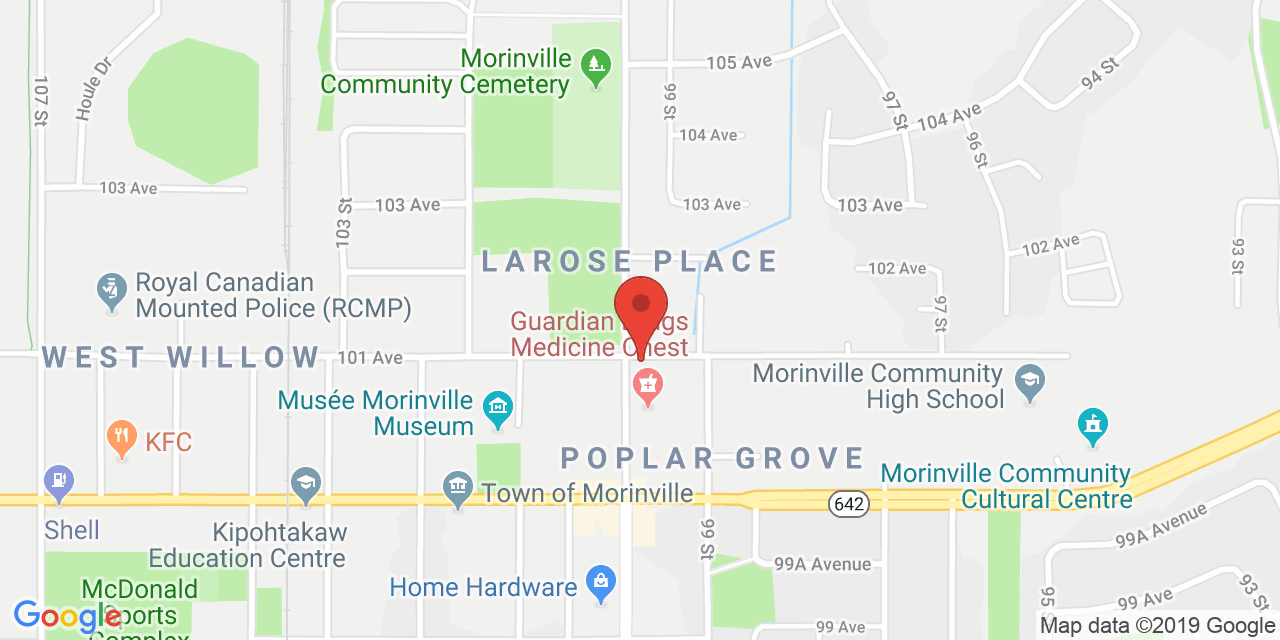 Morinville
Community Cemetery
107 St
Houle Dr
105 Ave
99 St
97 St
94 St
104 Ave
104 Ave
96 St
103 Ave
103 St
103 Ave
103 Ave
103 Ave
102 Ave
93 St
LAROSE PLACE
102 Ave
97 St
Royal Canadian
Mounted Police (RCMP)
Guardian
Medicine Chest
WEST WILLOW
101 Ave
Morinville Community
High School
Musée Morinville
Museum
KFC
POPLAR GROVE
Morinville Community
Cultural Centre
Town of Morinville
642
Shell
Kipohtakaw
Education Centre
99 St
99A Avenue
99A Avenue
Home Hardware
McDonald
Sports
Complex
95 St
99 Ave
93 St
99 Ave
Google
Map data ©2019 Google